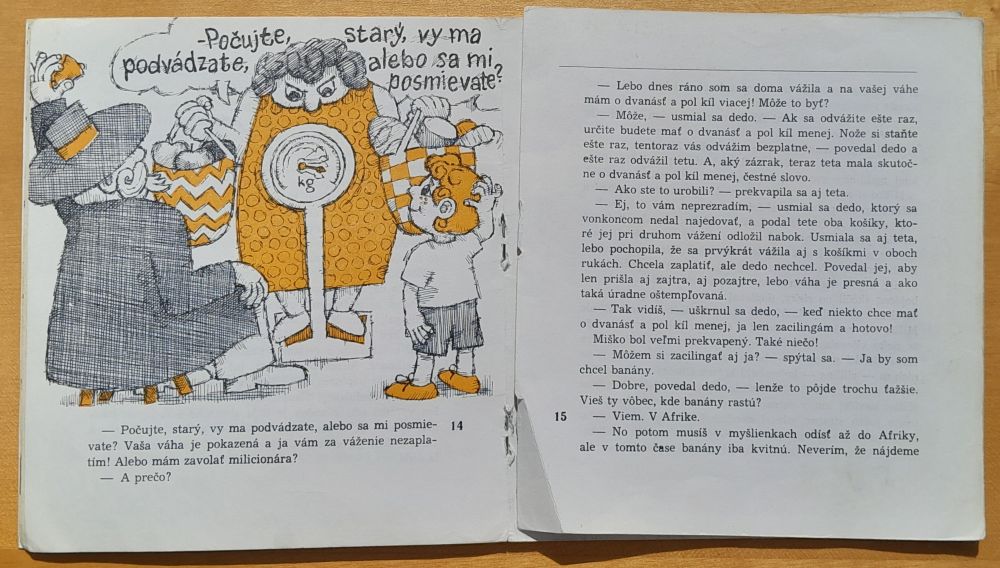 -Počujte, starý, vy ma
podvádzate, alebo sa mi
posmievate?
kg
— Počujte, starý, vy ma podvádzate, alebo sa mi posmie-
vate? Vaša váha je pokazená a ja vám za váženie nezapla-
tím! Alebo mám zavolať milicionára?
— A prečo?
14
— Lebo dnes ráno som sa doma vážila a na vašej váhe
mám o dvanásť a pol kíl viacej! Môže to byť?
— Môže, — usmial sa dedo. — Ak sa odvážite ešte raz,
určite budete mať o dvanásť a pol kíl menej. Nože si staňte
ešte raz, tentoraz vás odvážim bezplatne, — povedal dedo a
ešte raz odvážil tetu. A, aký zázrak, teraz teta mala skutoč-
ne o dvanásť a pol kíl menej, čestné slovo.
— Ako ste to urobili? — prekvapila sa aj teta.
— Ej, to vám neprezradím, — usmial sa dedo, ktorý sa
vonkoncom nedal najedovať, a podal tete oba košíky, kto-
ré jej pri druhom vážení odložil nabok. Usmiala sa aj teta,
lebo pochopila, že sa prvýkrát vážila aj s košíkmi v oboch
rukách. Chcela zaplatiť, ale dedo nechcel. Povedal jej, aby
len prišla aj zajtra, aj pozajtre, lebo váha je presná a ako
taká úradne oštempľovaná.
— Tak vidíš, — uškrnul sa dedo, — keď niekto chce mať
o dvanásť a pol kíl menej, ja len zacilingám a hotovo!
Miško bol veľmi prekvapený. Také niečo!
— Môžem si zacilingať aj ja? — spýtal sa. — Ja by som
chcel banány.
— Dobre, povedal dedo, — lenže to pôjde trochu ťažšie.
Vieš ty vôbec, kde banány rastú?
15
— Viem. V Afrike.
— No potom musíš v myšlienkach odísť až do Afriky,
ale v tomto čase banány iba kvitnú. Neverím, že nájdeme